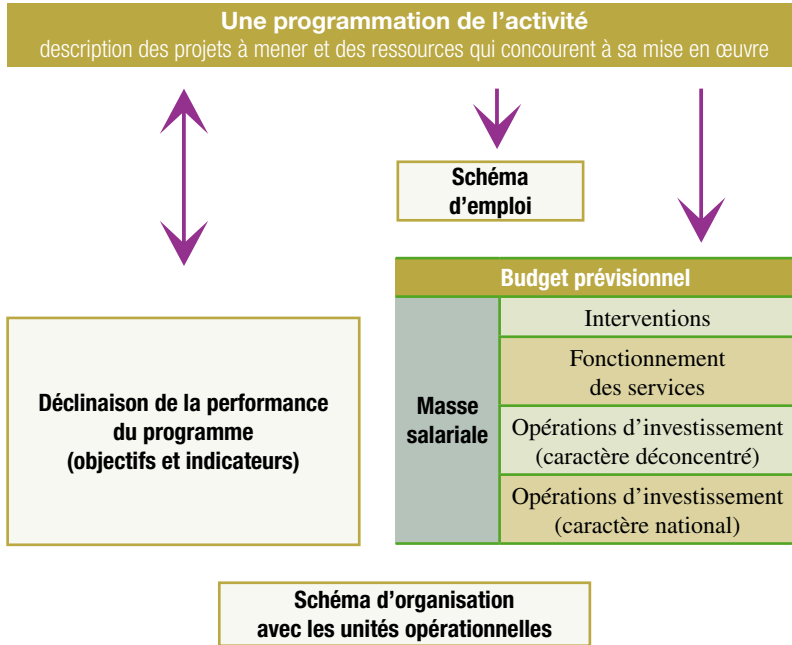 Une programmation de l’activité
description des projets à mener et des ressources qui concourent à sa mise en œuvre
Schéma
d’emploi
Déclinaison de la performance
du programme
(objectifs et indicateurs)
Budget prévisionnel
Masse
salariale
Interventions
Fonctionnement
des services
Opérations d’investissement
(caractère déconcentré)
Opérations d’investissement
(caractère national)
Schéma d’organisation
avec les unités opérationnelles